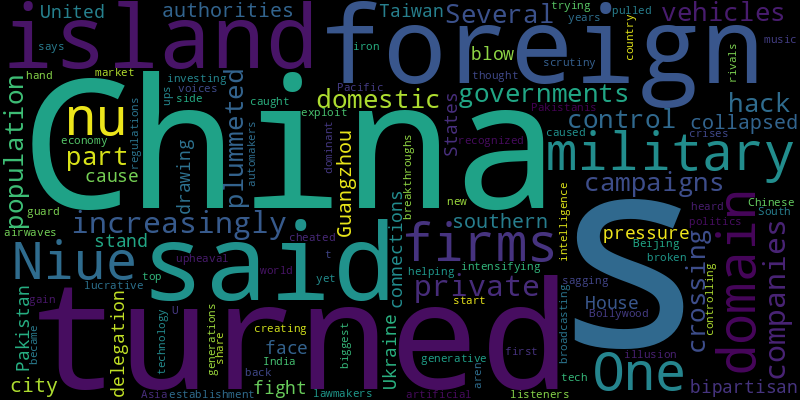 United authorities Taiwan Several trying vehicles
island foreign years pulled
says iron country music
hand market investing voices blow thought scrutiny rivals
China
nu ups side caught domestic governments Pacific hack
population economy regulations plummeted automakers exploit States Pakistanis control collapsed
part drawing dominant recognized caused crises
cause Guangzhou breakthroughs military
guard new intelligence campaigns heard Chinese
airwaves increasingly connections southern pressure politics South
stand cheated said firms Beijing domain
Niue upheaval t helping intensifying broken crossing controlling companies
top world yet private sagging
lucrative start House
Pakistan gain turned S Bollywood
delegation technology U generations share creating Ukraine broadcasting
became face biggest generative first One illusion
city India back fight arena tech bipartisan
Asia establishment lawmakers artificial listeners